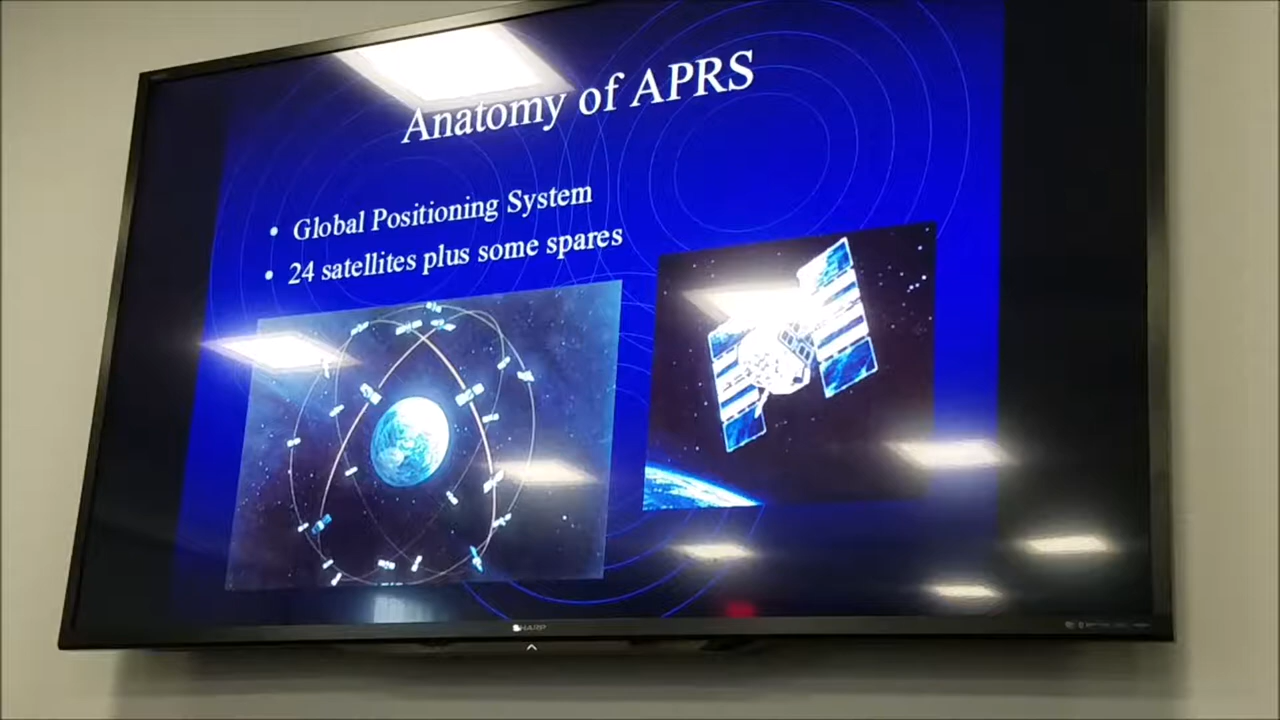 Anatomy of APRS
• Global Positioning System
• 24 satellites plus some spares
SHARP